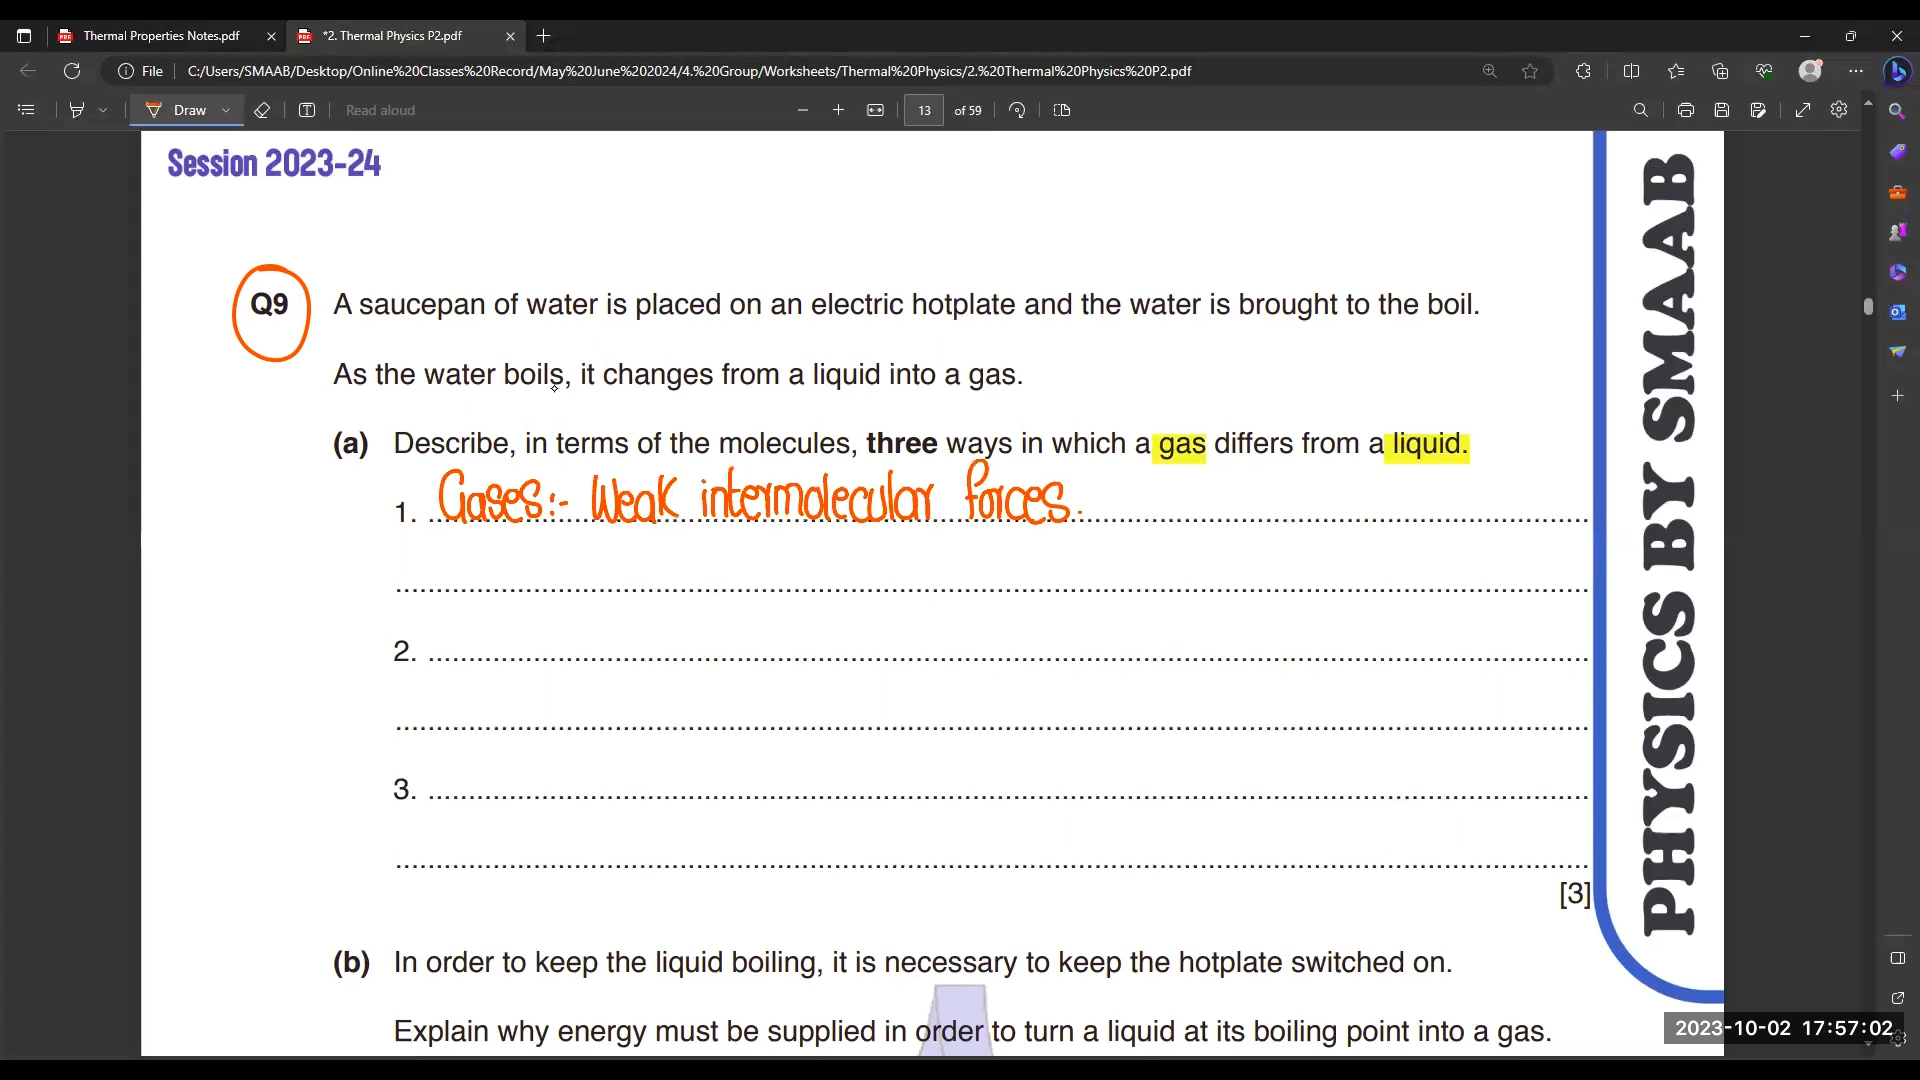 Thermal Properties Notes.pdf
*2. Thermal Physics P2.pdf
File
C:/Users/SMAAB/Desktop/Online%20Classes%20Record/May%20June%202024/4.%20Group/Worksheets/Thermal%20Physics/2.%20Thermal%20Physics%20P2.pdf
Draw
Read aloud
13 of 59
Session 2023-24
Q9 A saucepan of water is placed on an electric hotplate and the water is brought to the boil.
As the water boils, it changes from a liquid into a gas.
(a) Describe, in terms of the molecules, three ways in which a gas differs from a liquid.
1. Gases:- Weak intermolecular forces.
2.
3.
[3]
(b) In order to keep the liquid boiling, it is necessary to keep the hotplate switched on.
Explain why energy must be supplied in order to turn a liquid at its boiling point into a gas.
PHYSICS BY SMAAB
2023-10-02 17:57:02